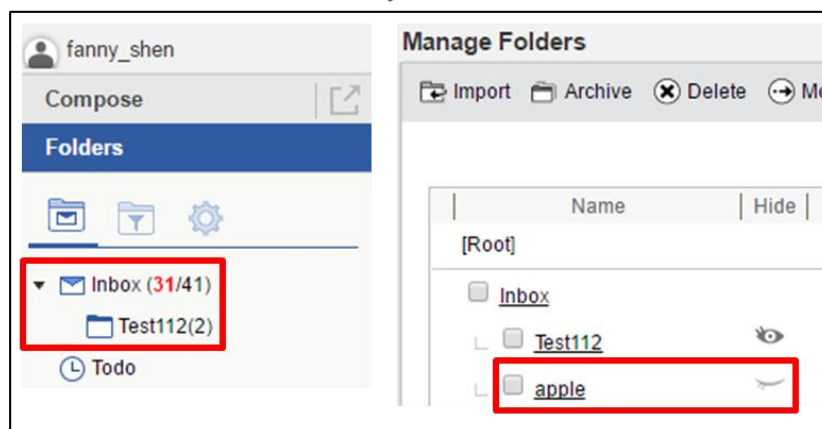 fanny_shen
Compose
Folders
Inbox (31/41)
Test112(2)
Todo
Manage Folders
Import Archive Delete
Name Hide
[Root]
Inbox
Test112
apple